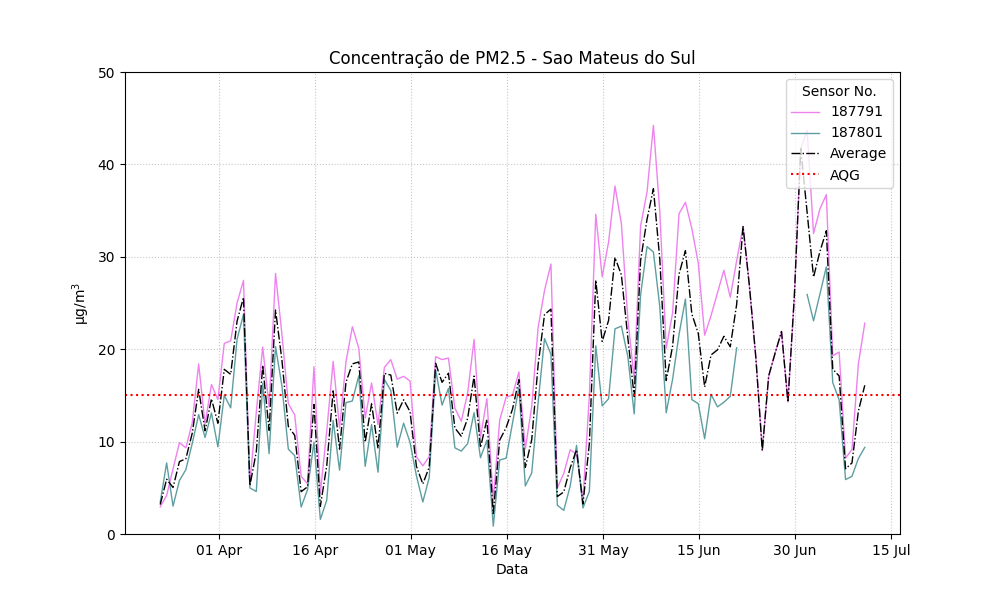 Concentração de PM2.5 - Sao Mateus do Sul
50
40
30
20
10
0
µg/m³
Sensor No.
187791
187801
Average
AQG
01 Apr
16 Apr
01 May
16 May
31 May
15 Jun
30 Jun
15 Jul
Data